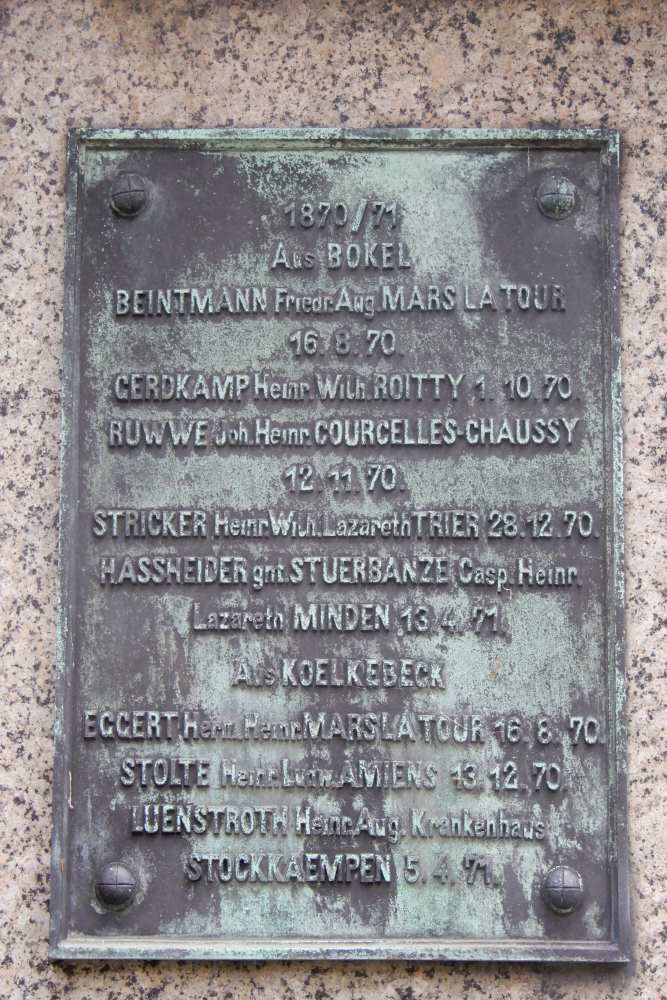 1870/71
Aus BOKEL
BEINTMANN Friedr. Aug. MARS LA TOUR
16. 8. 70.
GERDKAMP Heinr. Wilh. ROITTY 1. 10. 70.
RUWWE Joh. Heinr. COURCELLES-CHAUSSY
12. 11. 70.
STRICKER Heinr. Wilh. Lazareth TRIER 28. 12. 70.
HASSHEIDER gnt. STUERBANZE Casp. Heinr.
Lazareth MINDEN 13. 4. 71.
Aus KOELKEBECK
EGGERT Herm. Heinr. MARS LA TOUR 16. 8. 70.
STOLTE Heinr. Ludw. AMIENS 13. 12. 70.
LUENSTROTH Heinr. Aug. Krankenhaus
STOCKKAEMPEN 5. 4. 71.